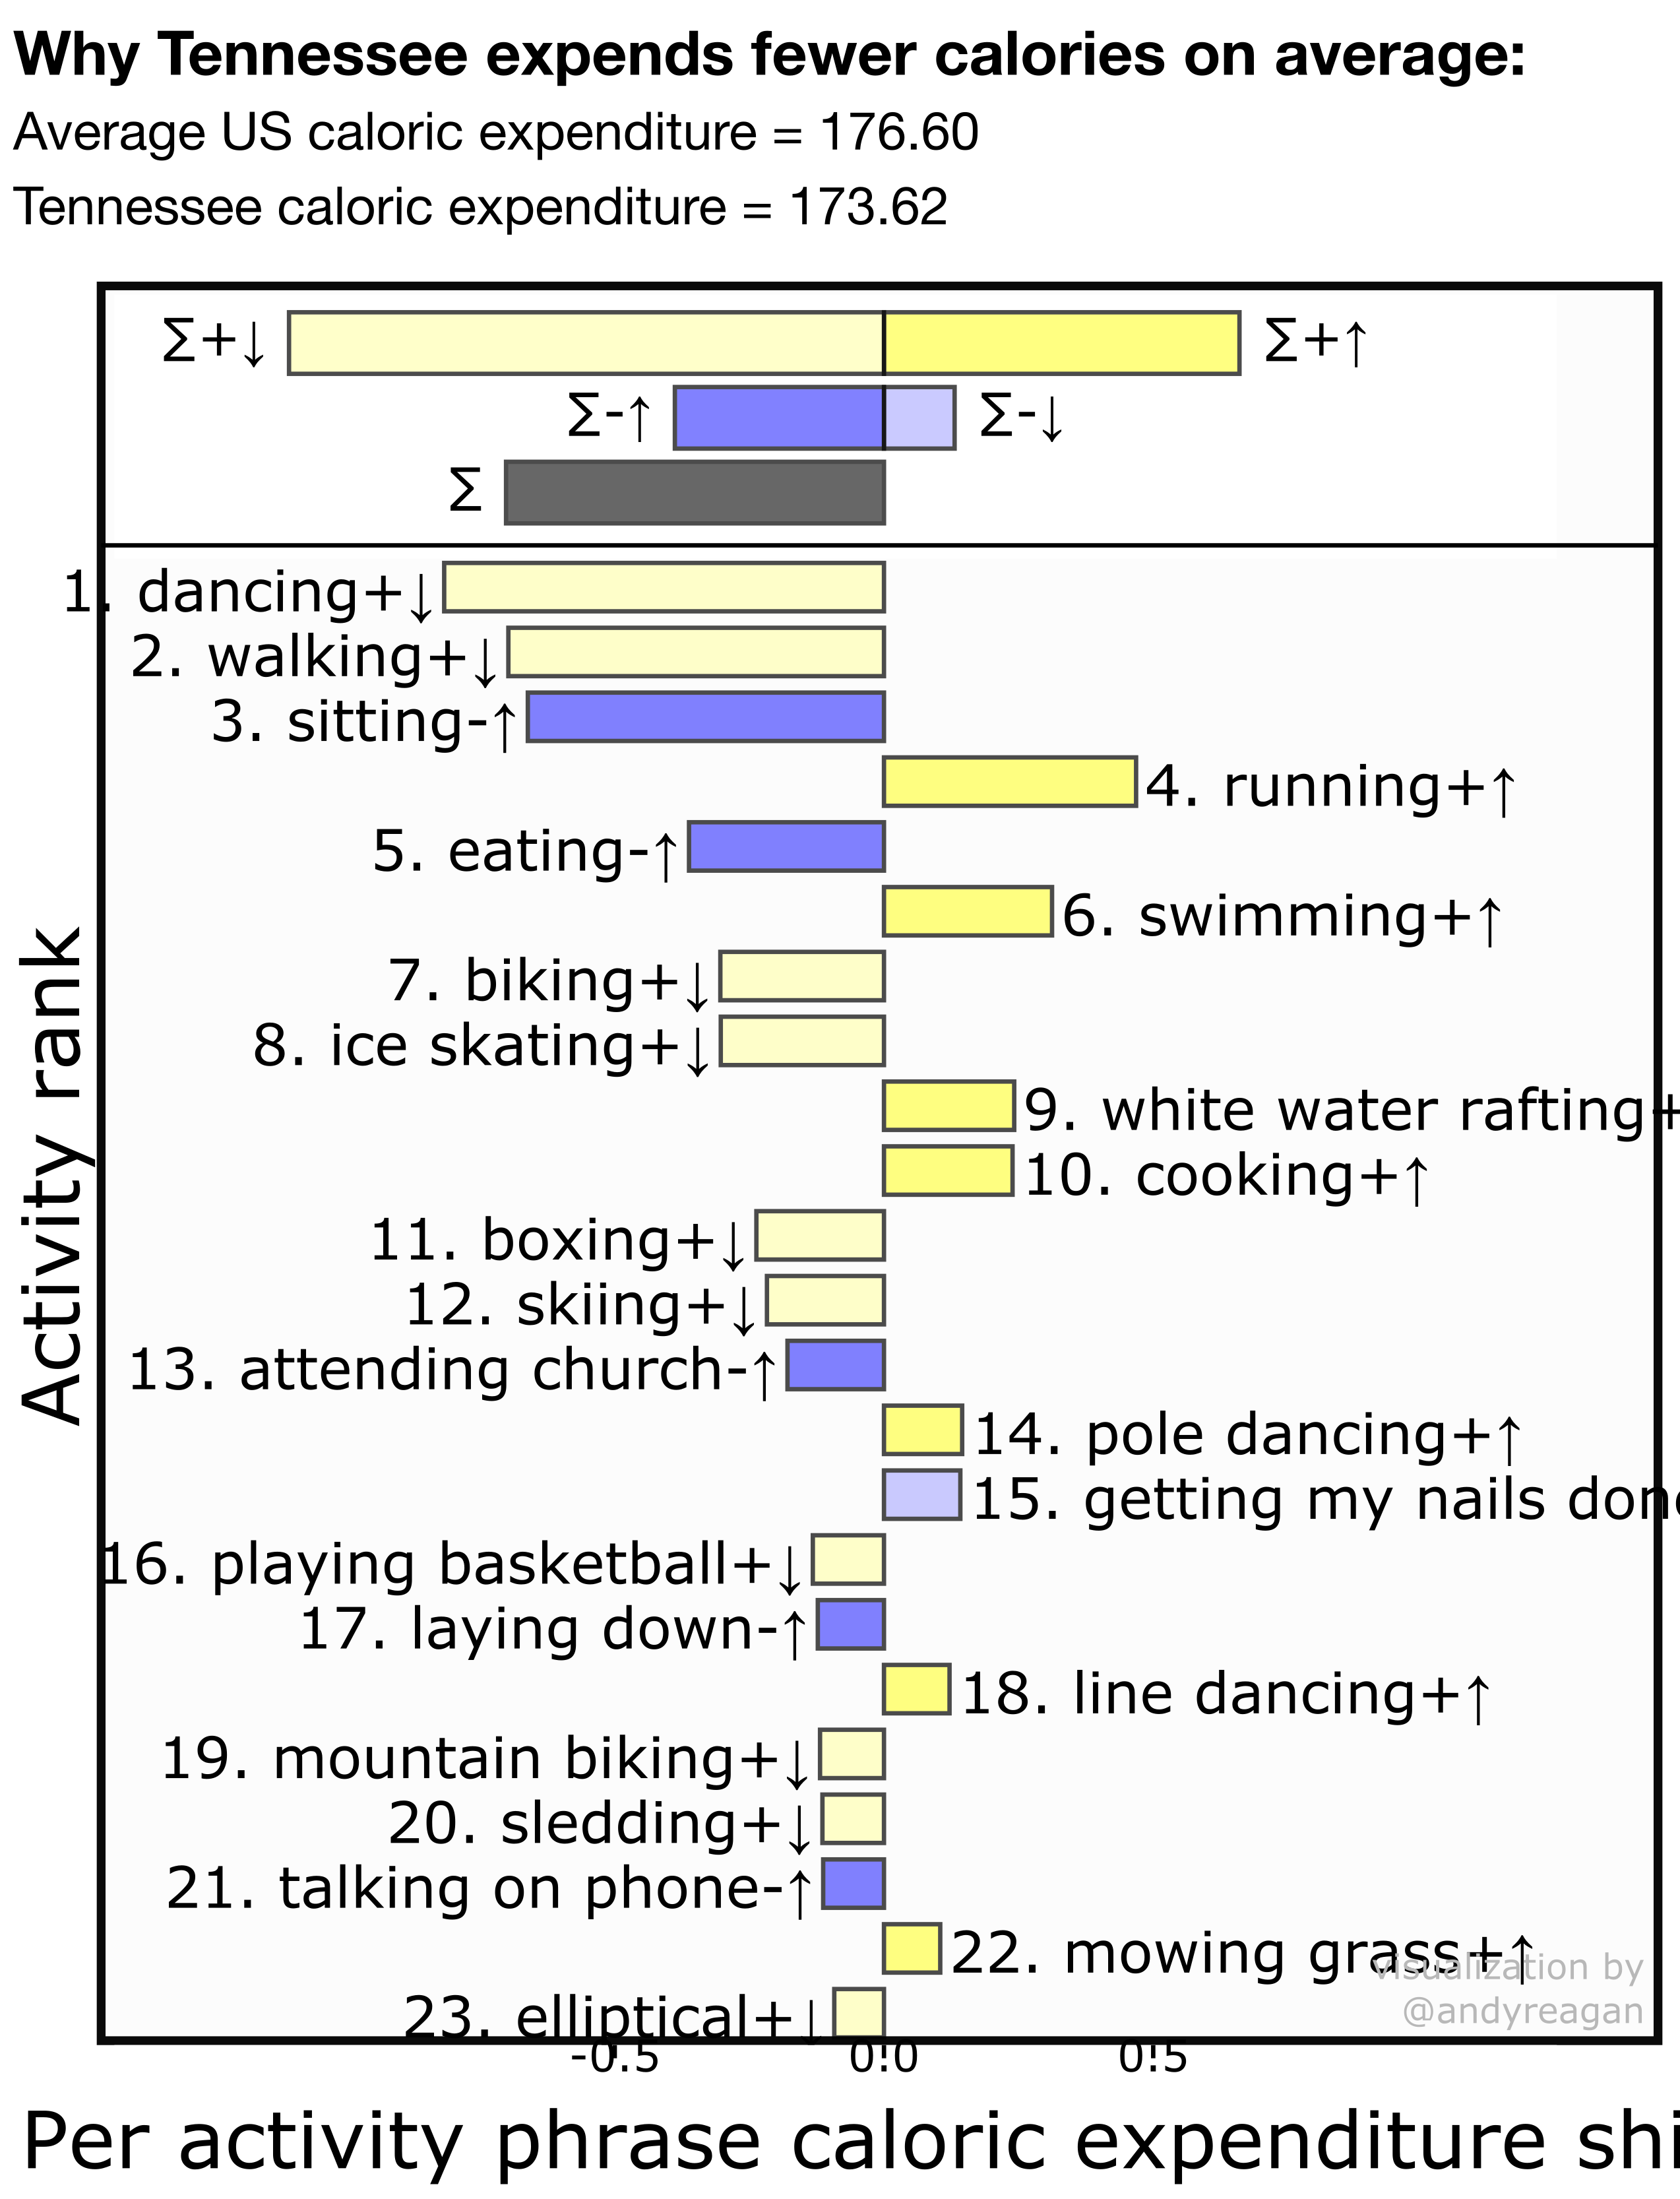 Why Tennessee expends fewer calories on average:
Average US caloric expenditure = 176.60
Tennessee caloric expenditure = 173.62
∑+↓ ∑+↑
∑-↑ ∑-↓
∑
1. dancing+↓
2. walking+↓
3. sitting-↑
4. running+↑
5. eating-↑
6. swimming+↑
7. biking+↓
8. ice skating+↓
9. white water rafting+
10. cooking+↑
11. boxing+↓
12. skiing+↓
13. attending church-↑
14. pole dancing+↑
15. getting my nails done
16. playing basketball+↓
17. laying down-↑
18. line dancing+↑
19. mountain biking+↓
20. sledding+↓
21. talking on phone-↑
22. mowing grass+↑
23. elliptical+↓
visualization by
@andyreagan
Activity rank
-0.5 0.0 0.5
Per activity phrase caloric expenditure shi